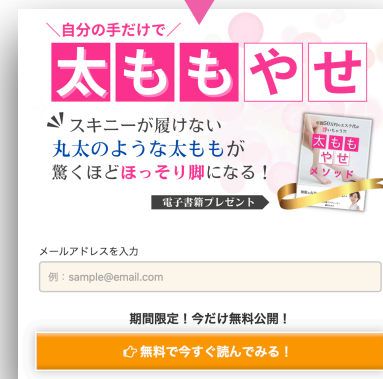 ＼自分の手だけで／
太ももやせ
スキニーが履けない
丸太のような太ももが
驚くほどほっそり脚になる！
電子書籍プレゼント
太もも
やせ
メソッド
メールアドレスを入力
例：sample@email.com
期間限定！今だけ無料公開！
無料で今すぐ読んでみる！